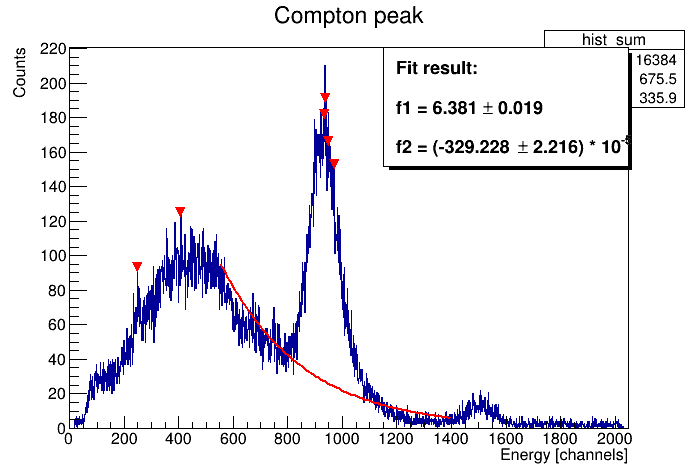 Compton peak
hist_sum
16384
675.5
335.9
Fit result:
f1 = 6.381 ± 0.019
f2 = (-329.228 ± 2.216) * 10
Counts
220
200
180
160
140
120
100
80
60
40
20
0
0 200 400 600 800 1000 1200 1400 1600 1800 2000
Energy [channels]